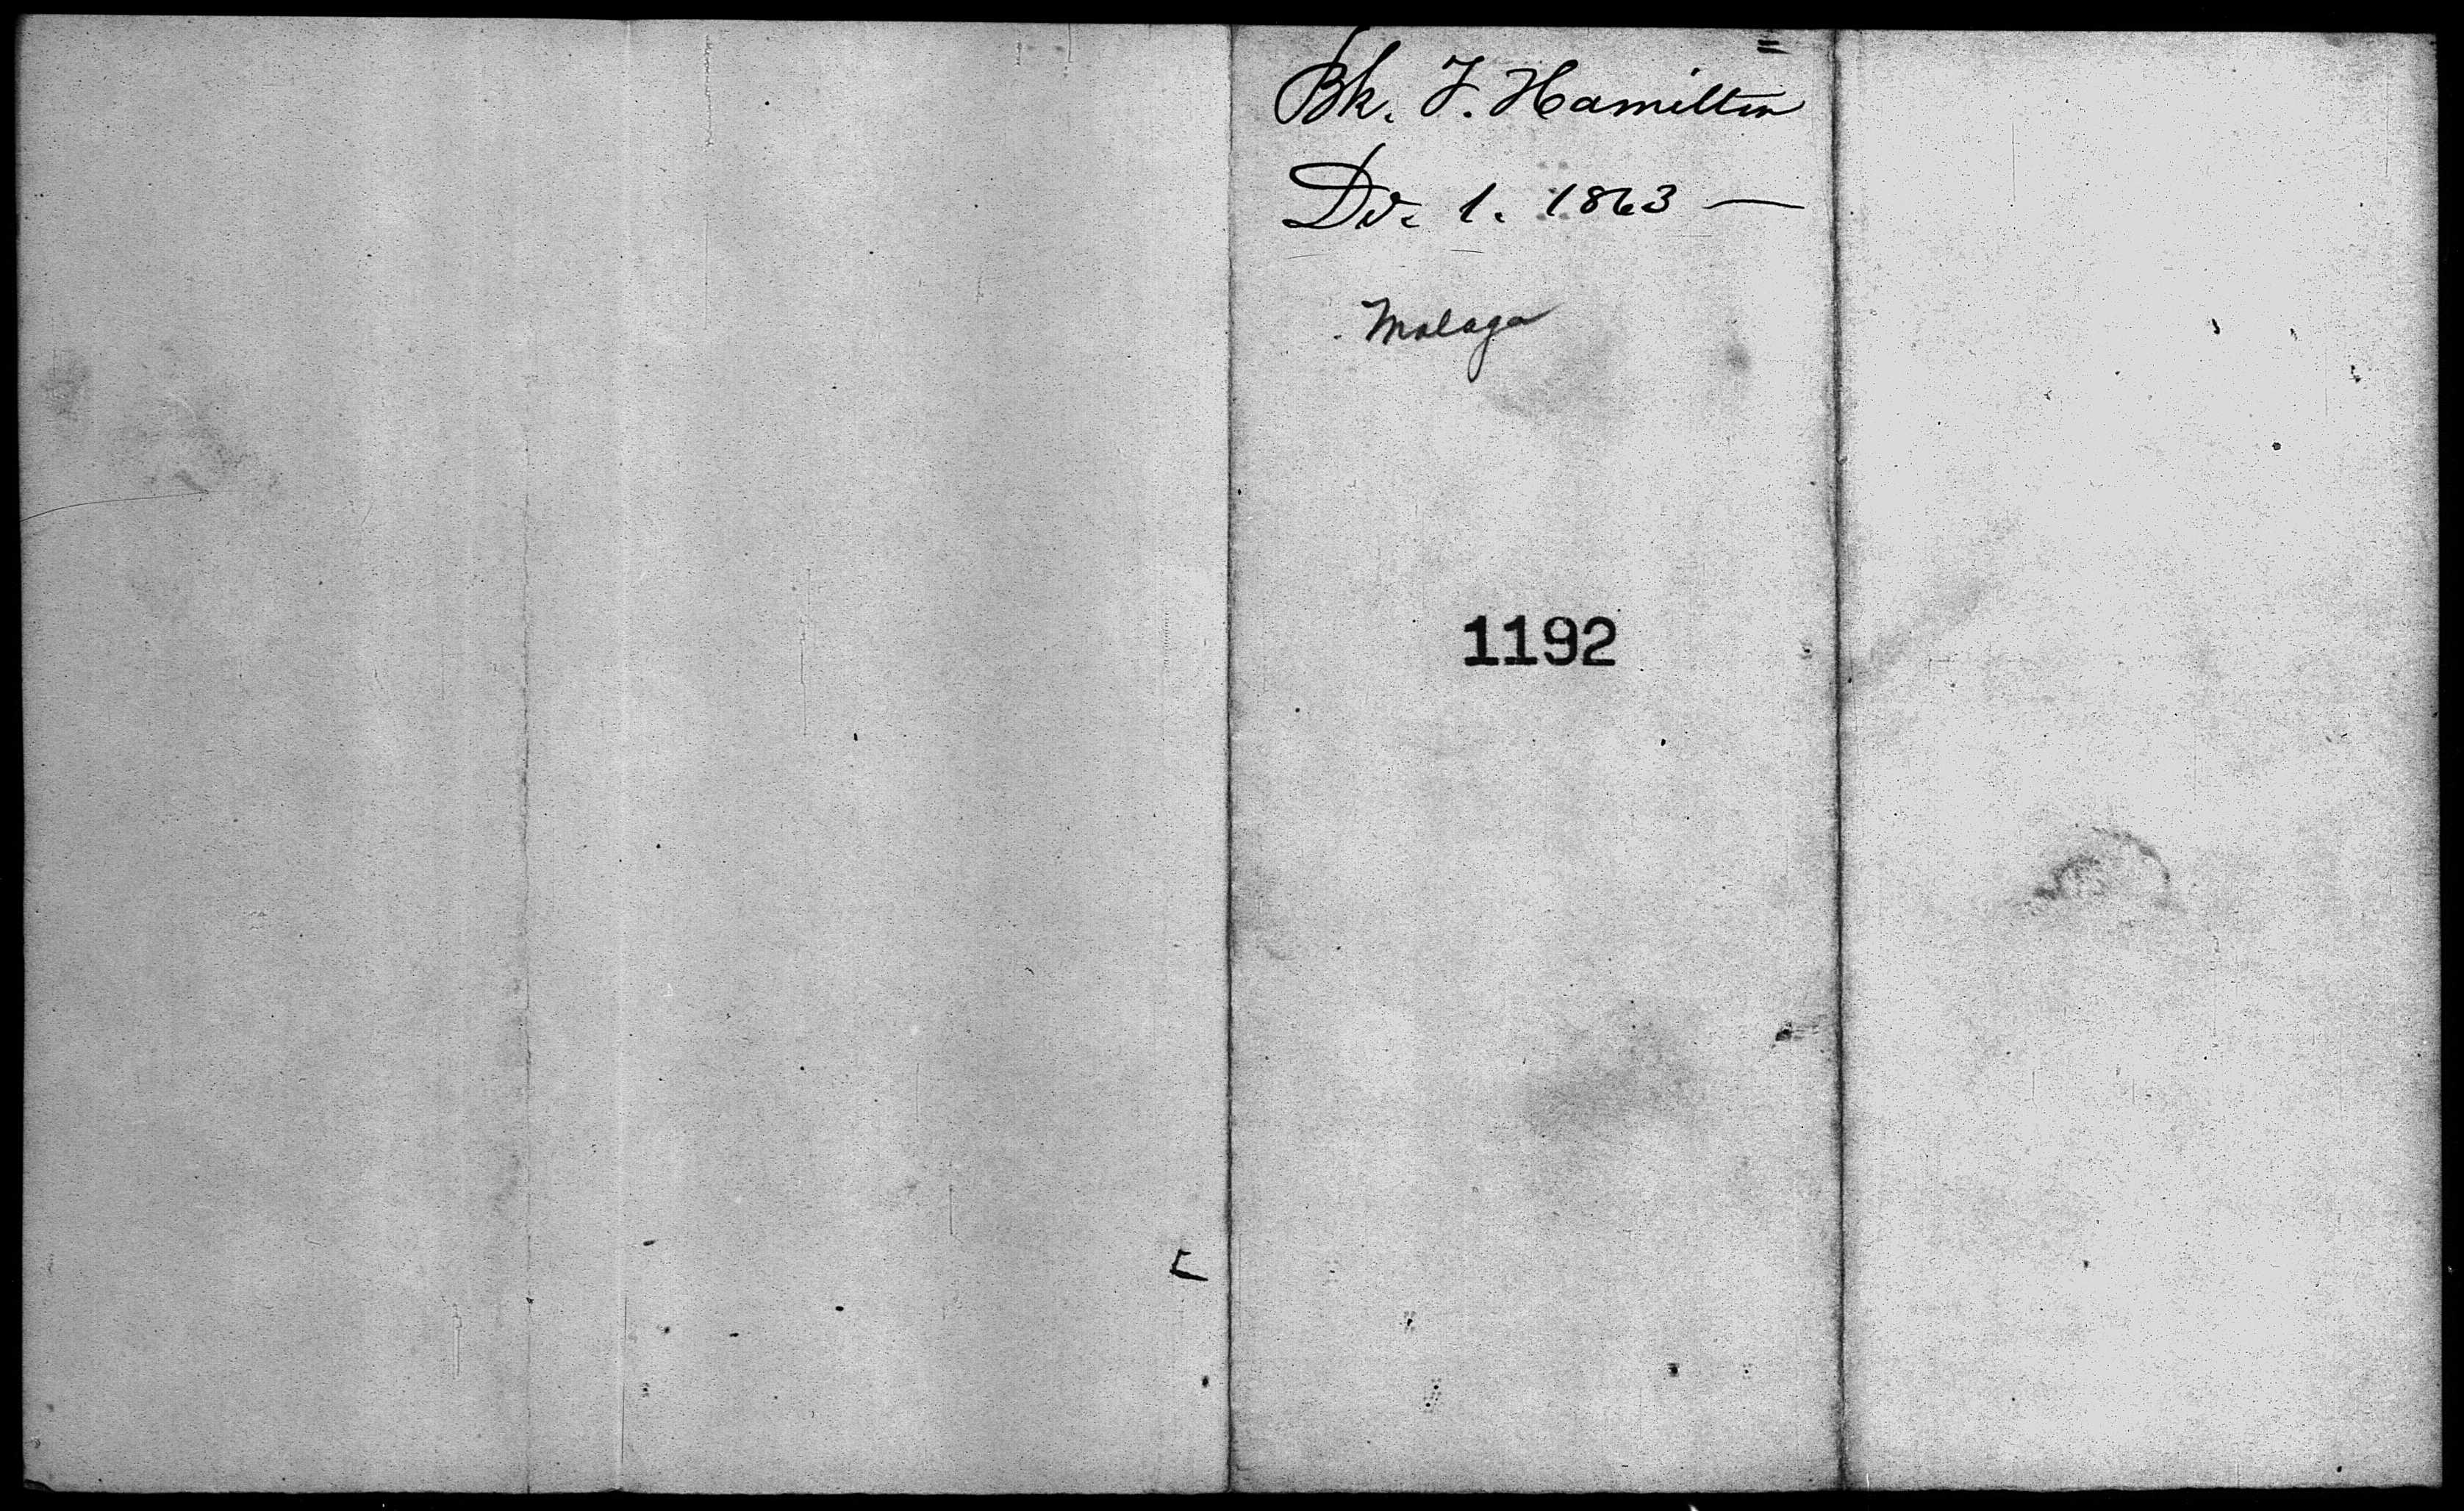 Bk. F. Hamilton
Dec. 1. 1863 —
Malaga
1192